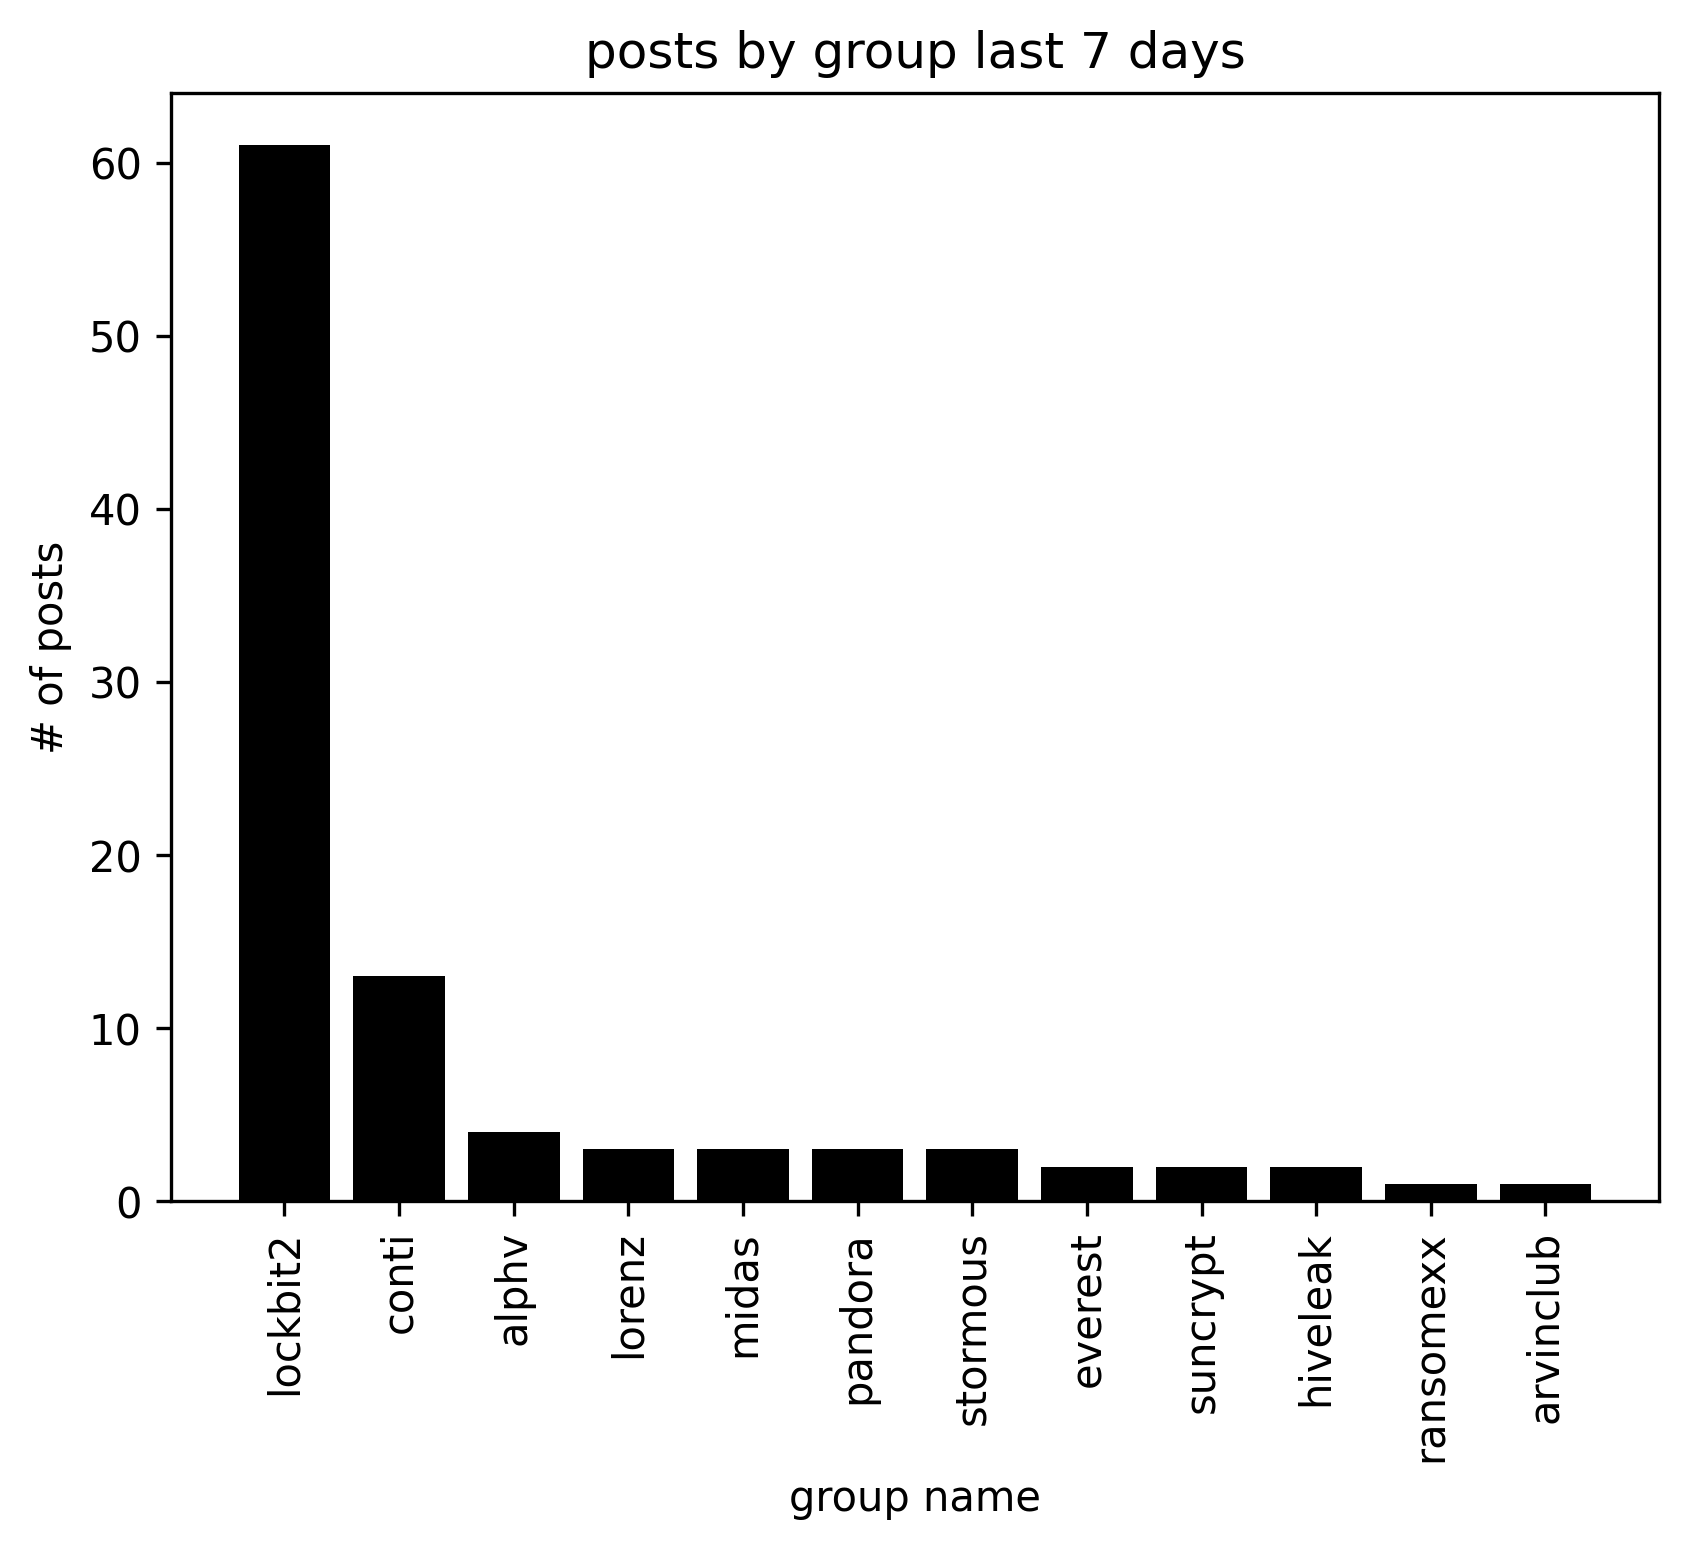 posts by group last 7 days
60
50
40
30
20
10
0
# of posts
lockbit2
conti
alphv
lorenz
midas
pandora
stormous
everest
suncrypt
hiveleak
ransomexx
arvinclub
group name